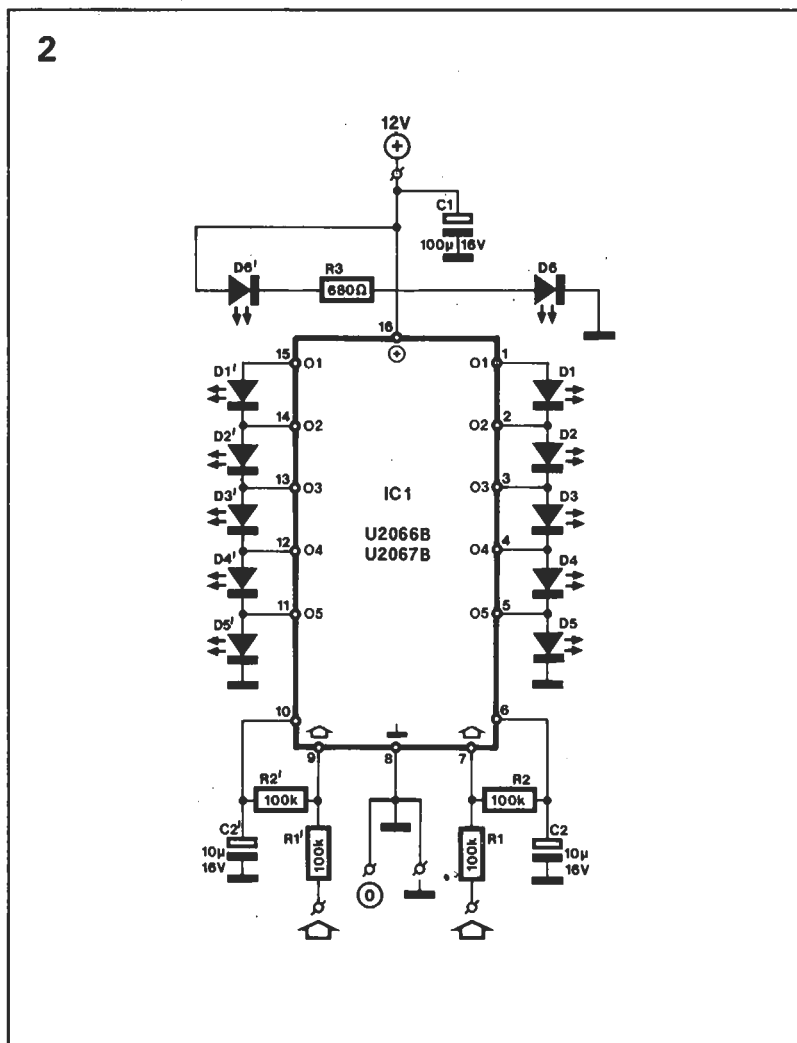 2
12V
+
C1
100µ 16V
D6' R3 D6
680Ω
16
+
15 O1 O1 1
D1' D1
14 O2 O2 2
D2' D2
13 O3 O3 3
D3' IC1 D3
12 O4 U2066B O4 4
U2067B
D4' D4
11 O5 O5 5
D5' D5
10 6
9 8 7
R2' R2
100k 100k
C2' R1' R1 C2
10µ 100k 100k 10µ
16V 16V
0